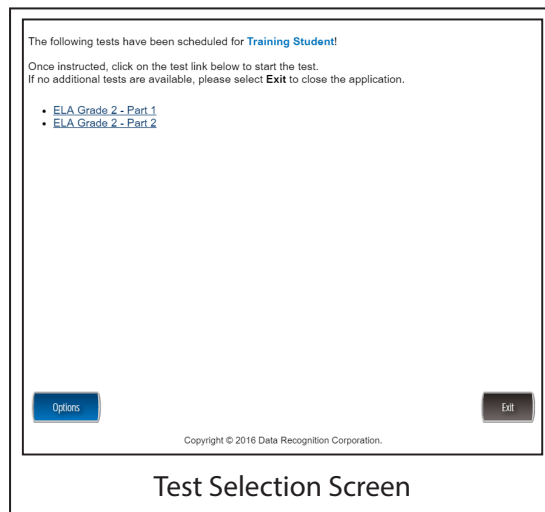 The following tests have been scheduled for Training Student!
Once instructed, click on the test link below to start the test.
If no additional tests are available, please select Exit to close the application.
• ELA Grade 2 - Part 1
• ELA Grade 2 - Part 2
Options
Exit
Copyright © 2016 Data Recognition Corporation.
Test Selection Screen